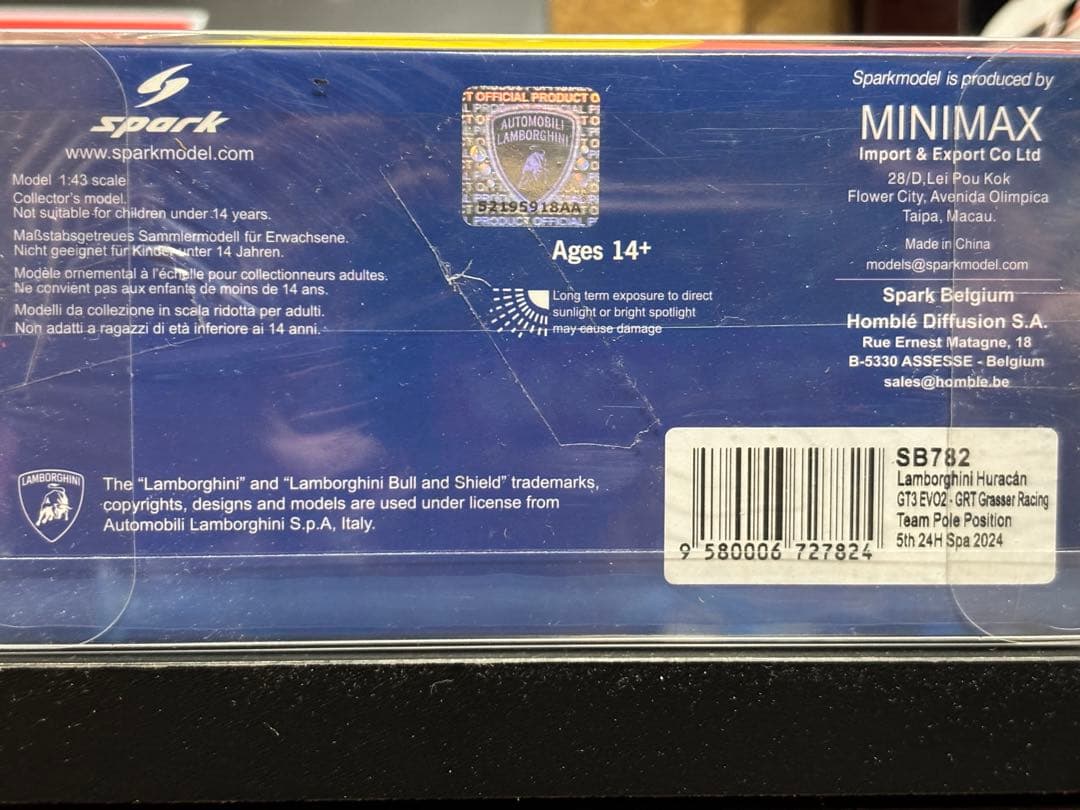 spark
www.sparkmodel.com
Model 1:43 scale
Collector's model.
Not suitable for children under 14 years.
Maßstabsgetreues Sammlermodell für Erwachsene.
Nicht geeignet für Kinder unter 14 Jahren.
Modèle ornemental à l'échelle pour collectionneurs adultes.
Ne convient pas aux enfants de moins de 14 ans.
Modelli da collezione in scala ridotta per adulti.
Non adatti a ragazzi di età inferiore ai 14 anni.
T OFFICIAL PRODUCT O
AUTOMOBILI
LAMBORGHINI
52195918AA
PRODUCT OFFICIAL P
Ages 14+
Long term exposure to direct
sunlight or bright spotlight
may cause damage
Sparkmodel is produced by
MINIMAX
Import & Export Co Ltd
28/D,Lei Pou Kok
Flower City, Avenida Olimpica
Taipa, Macau.
Made in China
models@sparkmodel.com
Spark Belgium
Homblé Diffusion S.A.
Rue Ernest Matagne, 18
B-5330 ASSESSE - Belgium
sales@homble.be
LAMBORGHINI
The “Lamborghini” and “Lamborghini Bull and Shield” trademarks,
copyrights, designs and models are used under license from
Automobili Lamborghini S.p.A, Italy.
SB782
Lamborghini Huracán
GT3 EVO2 - GRT Grasser Racing
Team Pole Position
5th 24H Spa 2024
9 580006 727824